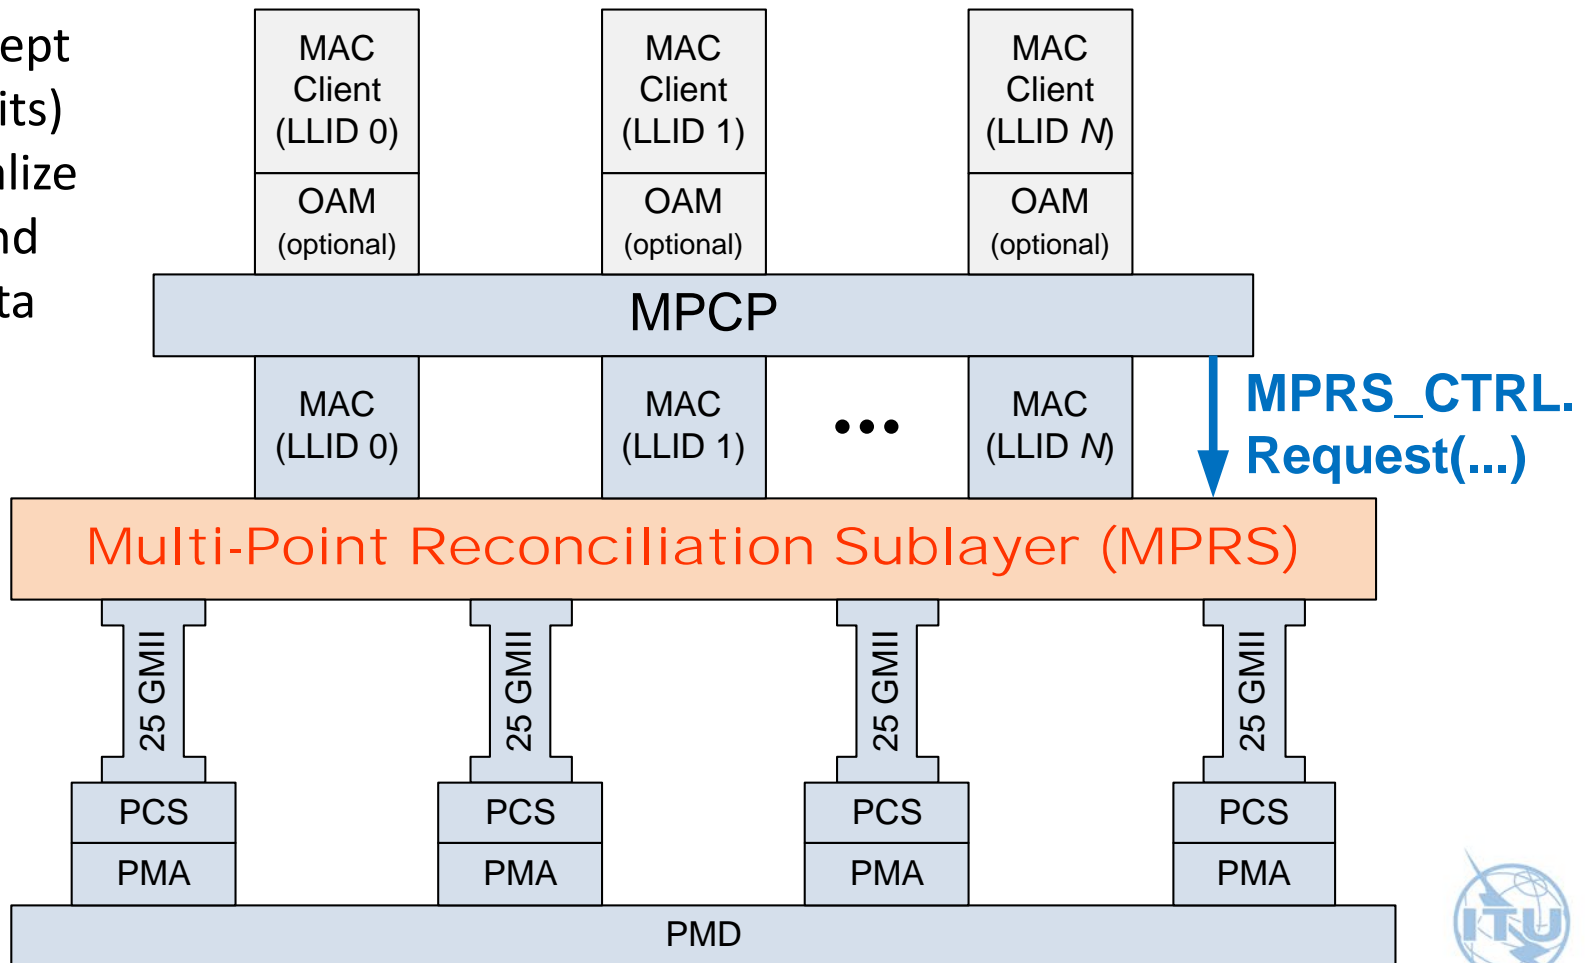 ept
its)
alize
nd
ta
MAC
Client
(LLID 0)
MAC
Client
(LLID 1)
MAC
Client
(LLID N)
OAM
(optional)
OAM
(optional)
OAM
(optional)
MPCP
MAC
(LLID 0)
MAC
(LLID 1)
•••
MAC
(LLID N)
MPRS_CTRL.
Request(...)
Multi-Point Reconciliation Sublayer (MPRS)
25 GMII
25 GMII
25 GMII
25 GMII
PCS
PCS
PCS
PCS
PMA
PMA
PMA
PMA
PMD
ITU